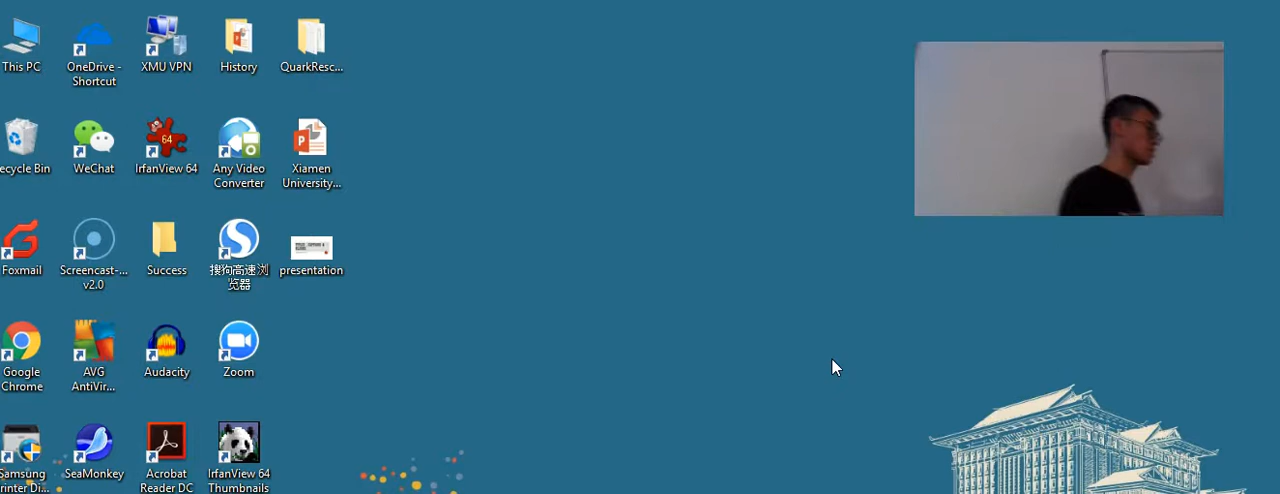 This PC
OneDrive -
Shortcut
XMU VPN
History
QuarkResc...
ecycle Bin
WeChat
64
IrfanView 64
Any Video
Converter
P
Xiamen
University...
Foxmail
Screencast-...
v2.0
Success
搜狗高速浏
览器
presentation
Google
Chrome
AVG
AntiVir...
Audacity
Zoom
Samsung
rinter Di...
SeaMonkey
Acrobat
Reader DC
IrfanView 64
Thumbnails